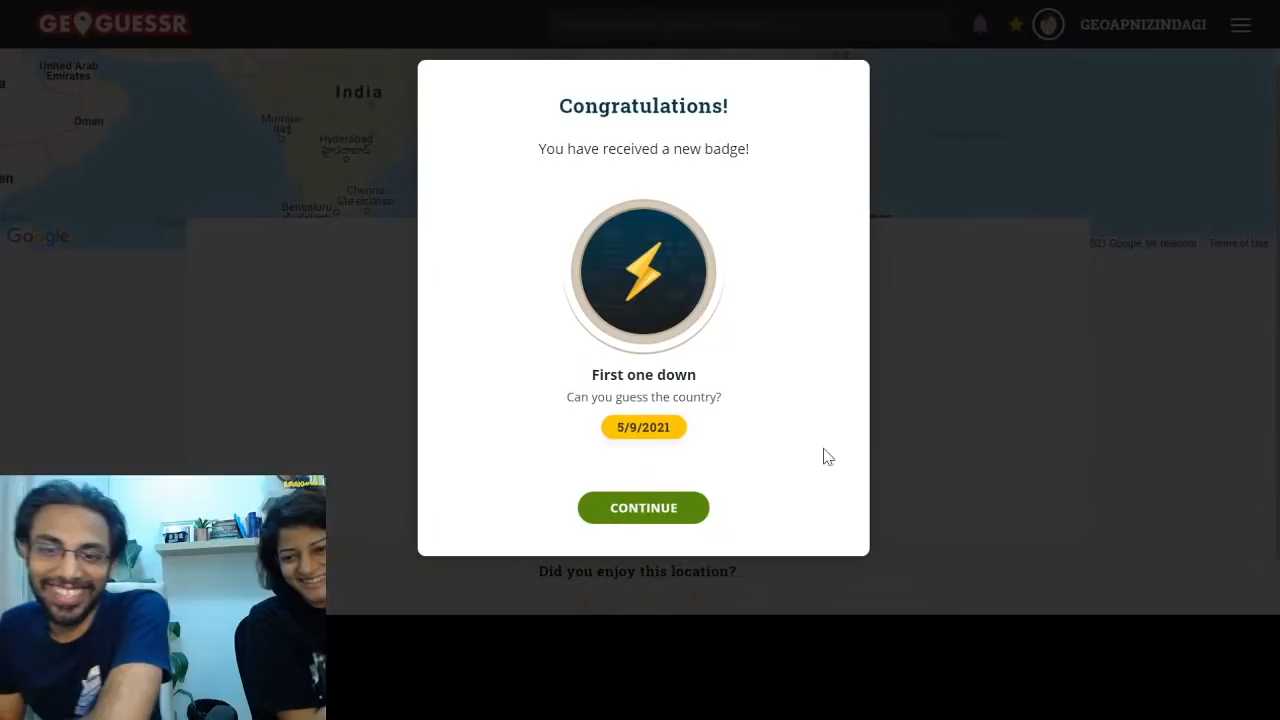 GEOGUESSR
GEOAPNIZINDAGI
United Arab
Emirates
Oman
India
Mumbai
मुंबई
Hyderabad
Chennai
Bengaluru
Google
Terms of Use
Congratulations!
You have received a new badge!
First one down
Can you guess the country?
5/9/2021
CONTINUE
Did you enjoy this location?